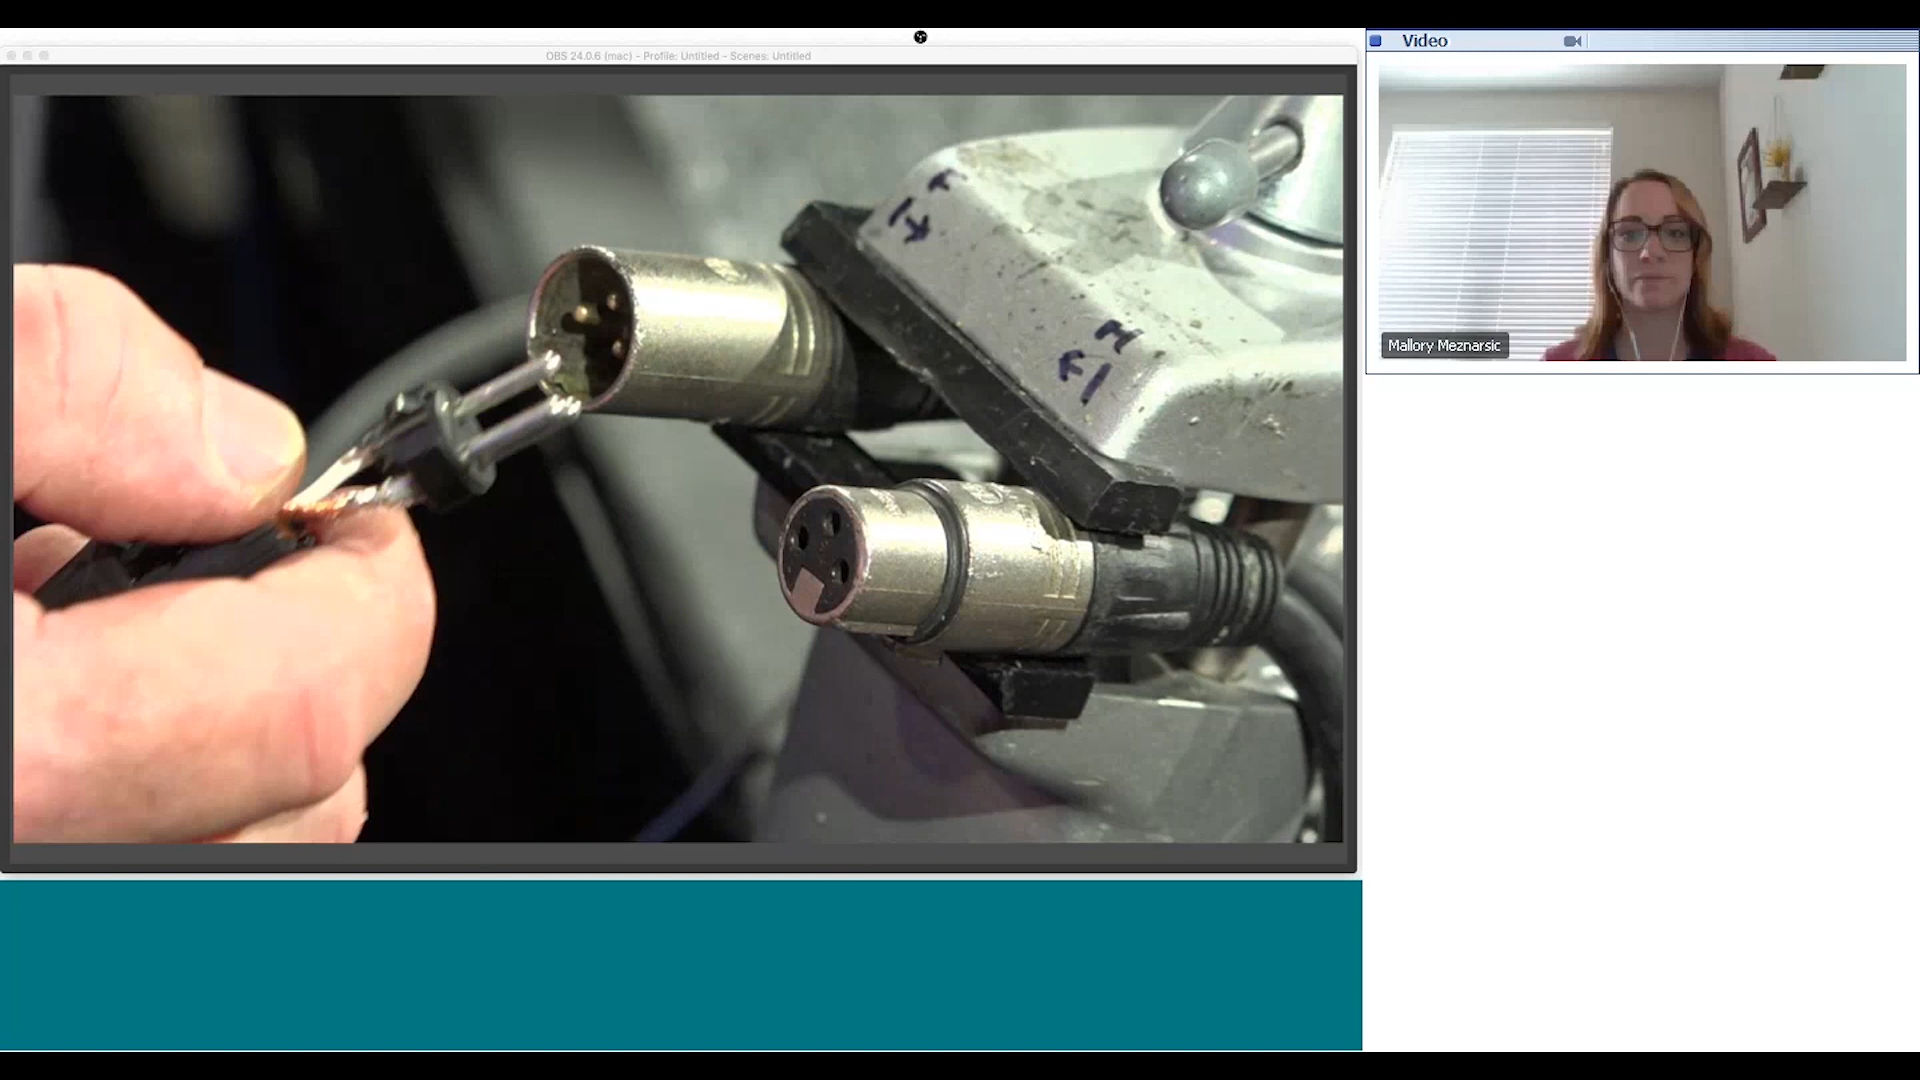 OBS 24.0.6 (mac) - Profile: Untitled - Scenes: Untitled
Video
Mallory Meznarsic